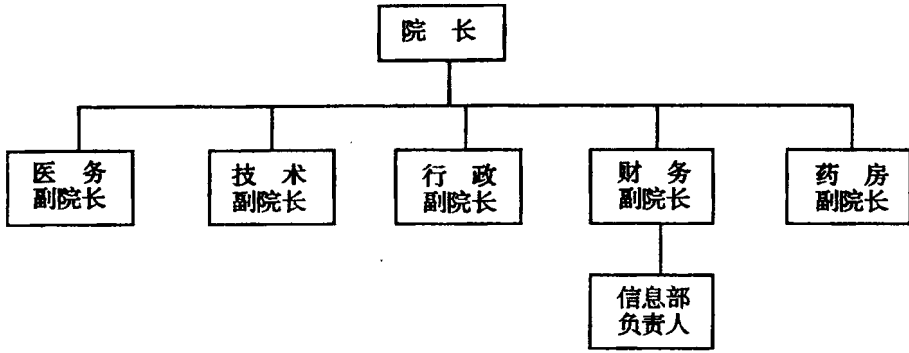 院 长
医 务
副院长
技 术
副院长
行 政
副院长
财 务
副院长
药 房
副院长
信息部
负责人